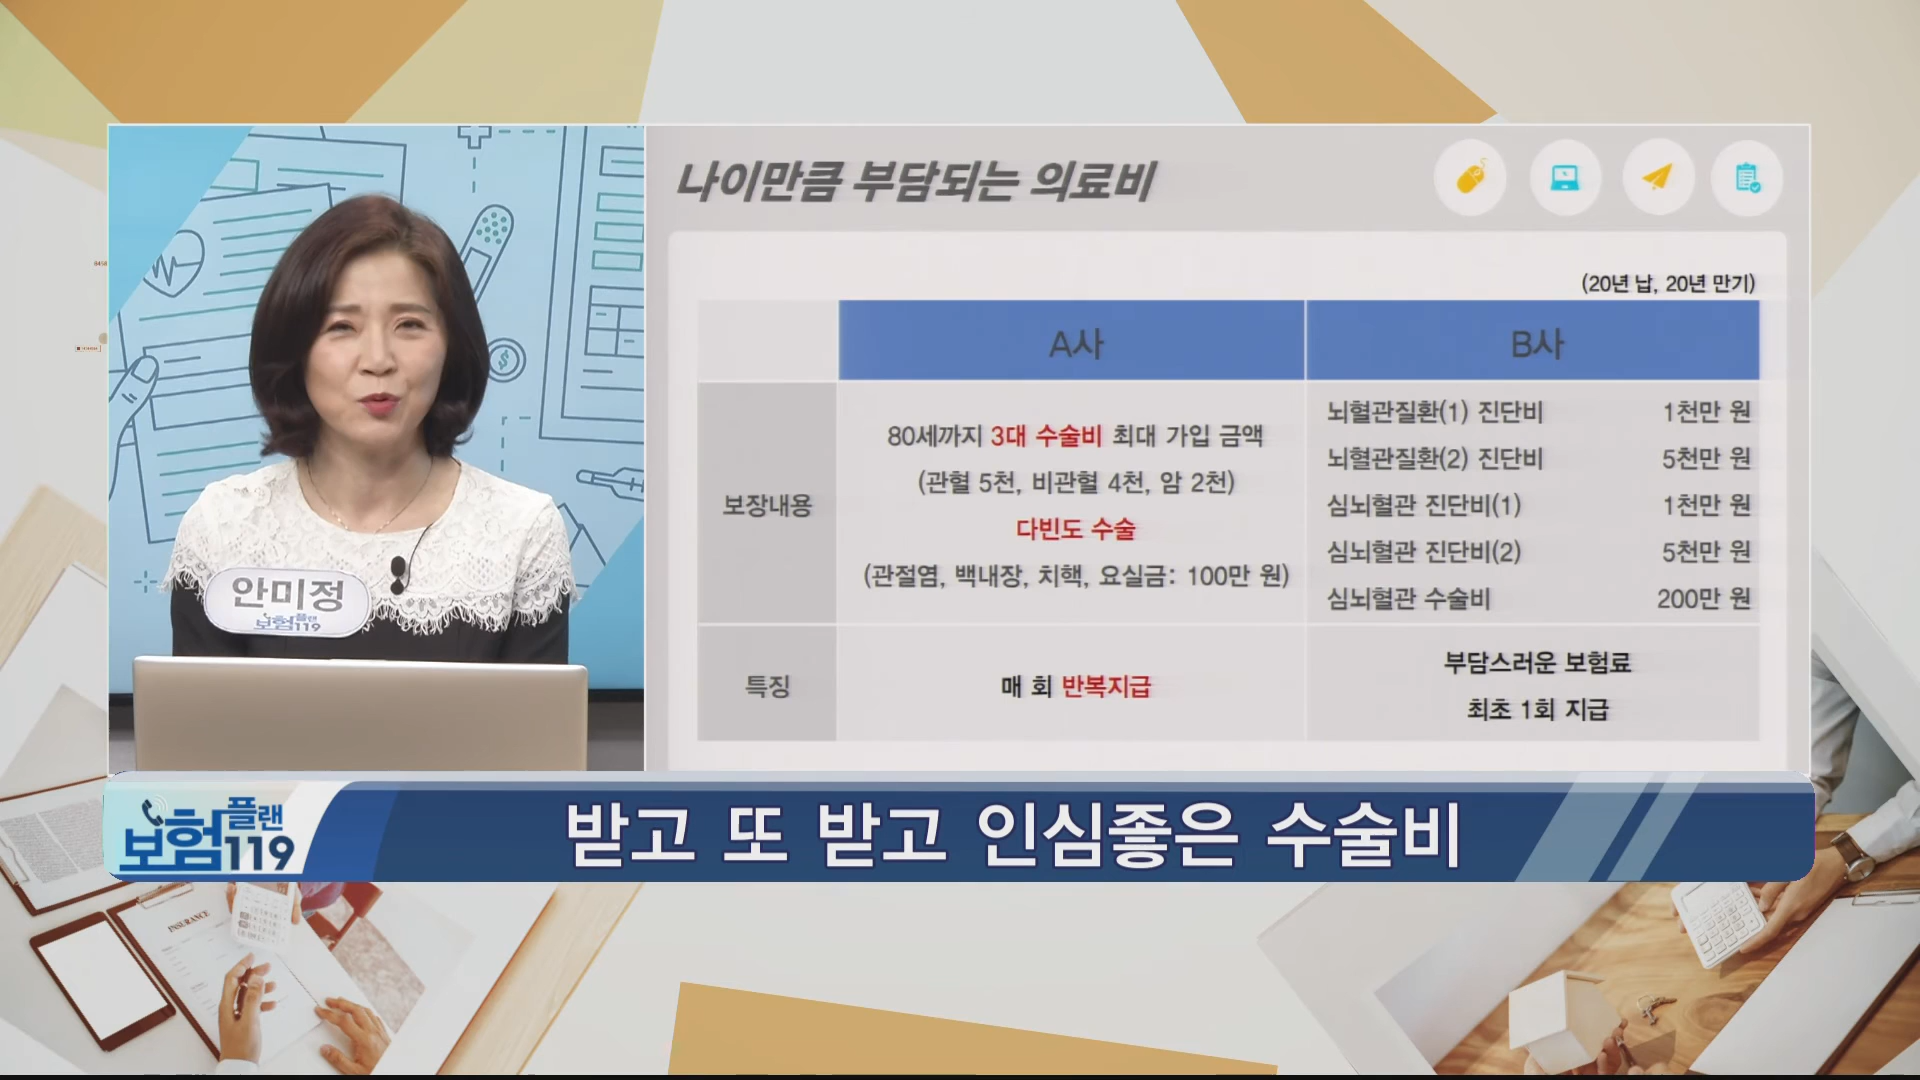 나이만큼 부담되는 의료비
(20년 납, 20년 만기)
A사
B사
보장내용
80세까지 3대 수술비 최대 가입 금액
(관혈 5천, 비관혈 4천, 암 2천)
다빈도 수술
(관절염, 백내장, 치핵, 요실금: 100만 원)
뇌혈관질환(1) 진단비 1천만 원
뇌혈관질환(2) 진단비 5천만 원
심뇌혈관 진단비(1) 1천만 원
심뇌혈관 진단비(2) 5천만 원
심뇌혈관 수술비 200만 원
특징
매 회 반복지급
부담스러운 보험료
최초 1회 지급
안미정
보험플랜119
보험플랜119
받고 또 받고 인심좋은 수술비
INSURANCE